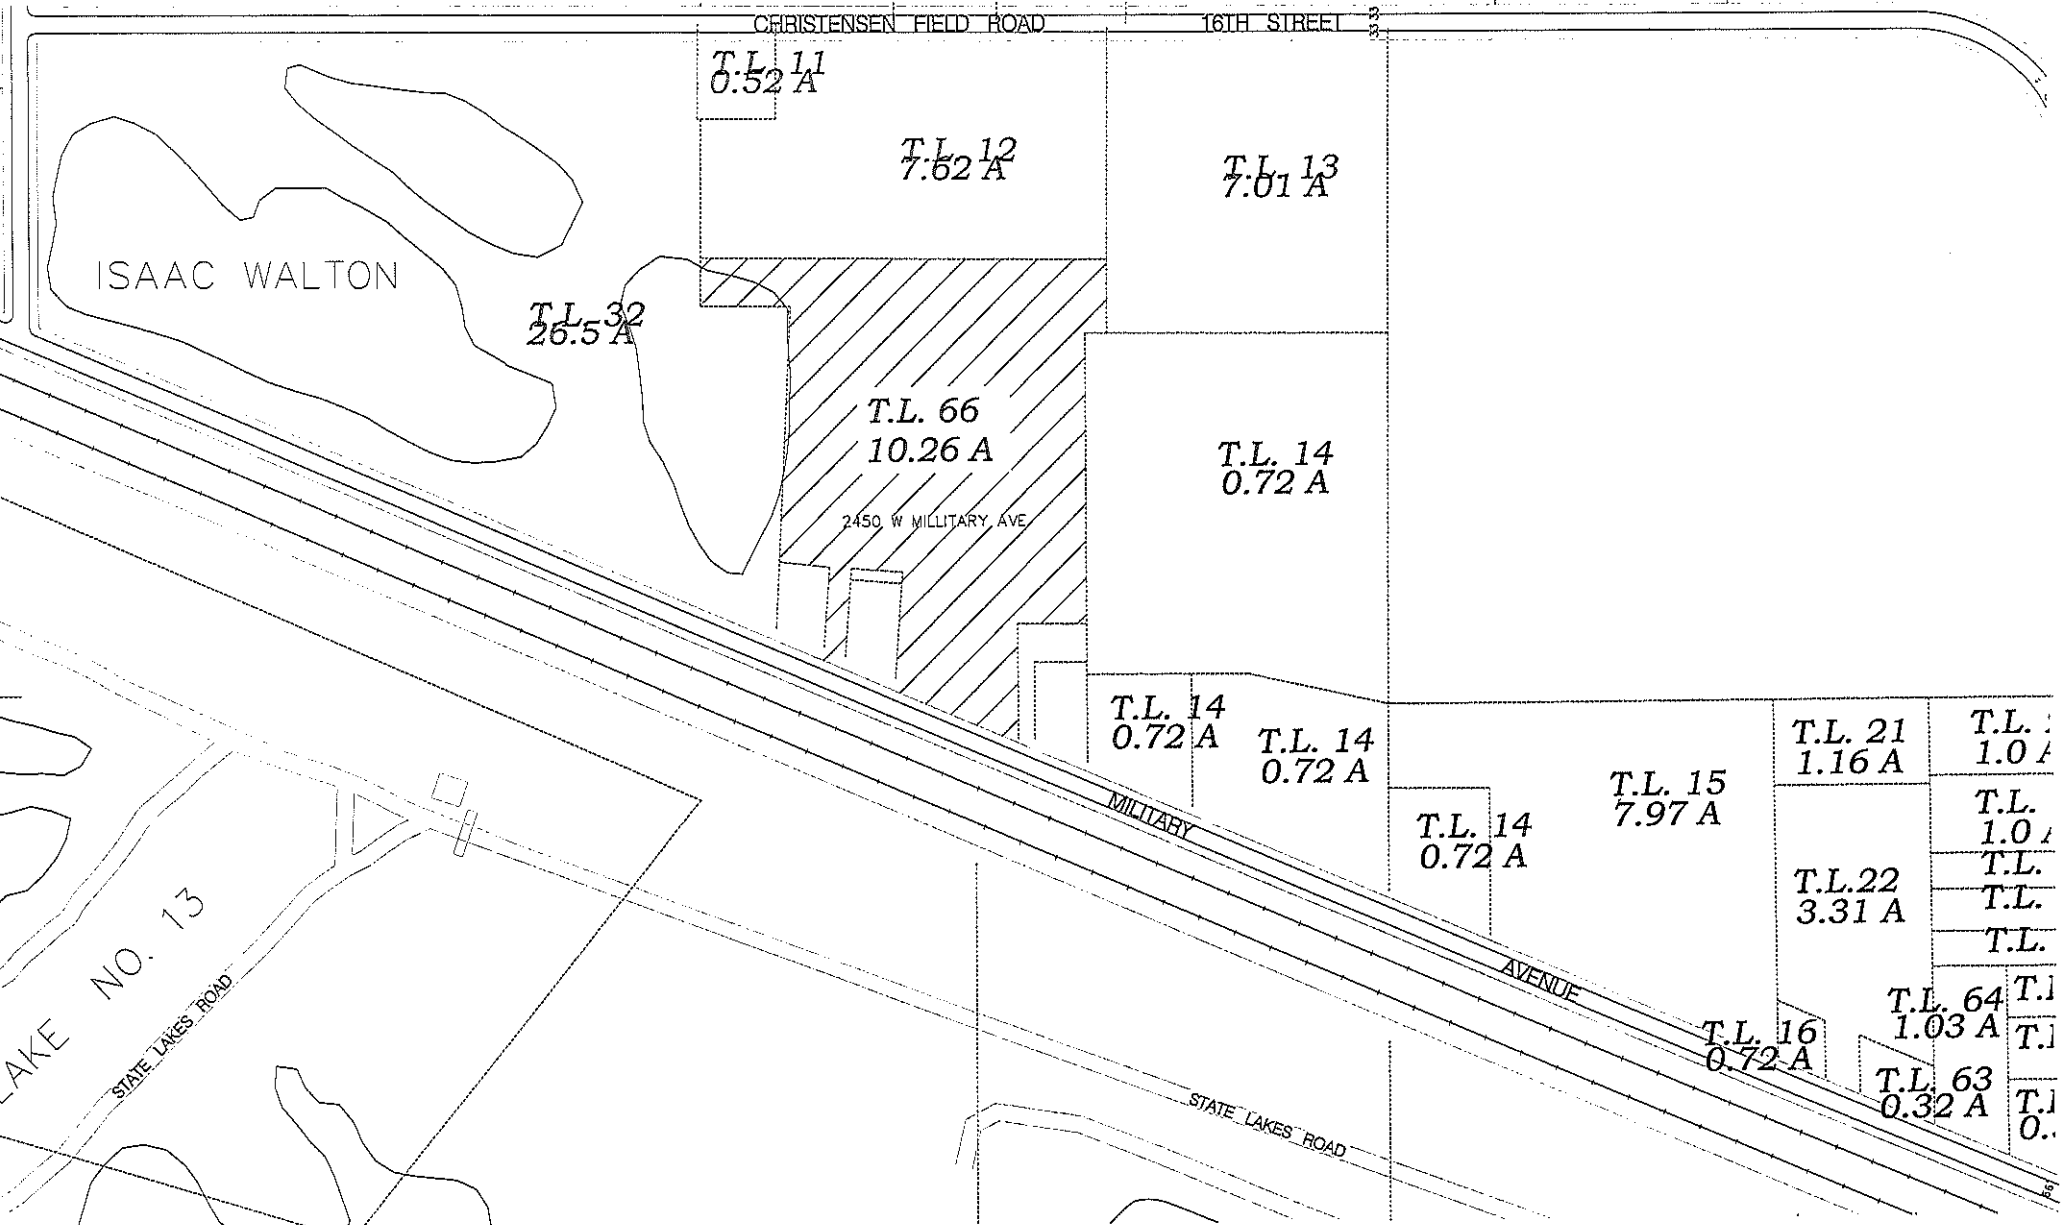 CHRISTENSEN FIELD ROAD
16TH STREET
33 33
T.L. 11
0.52 A
T.L. 12
7.62 A
T.L. 13
7.01 A
ISAAC WALTON
T.L. 32
26.5 A
T.L. 66
10.26 A
2450 W MILLITARY AVE
T.L. 14
0.72 A
T.L. 14
0.72 A
T.L. 14
0.72 A
T.L. 14
0.72 A
T.L. 15
7.97 A
T.L. 21
1.16 A
T.L.
1.0
T.L.
1.0
T.L.
T.L.
T.L.
T.L.22
3.31 A
T.L. 64
1.03 A
T.L. 16
0.72 A
T.L. 63
0.32 A
MILITARY
AVENUE
LAKE NO. 13
STATE LAKES ROAD
STATE LAKES ROAD